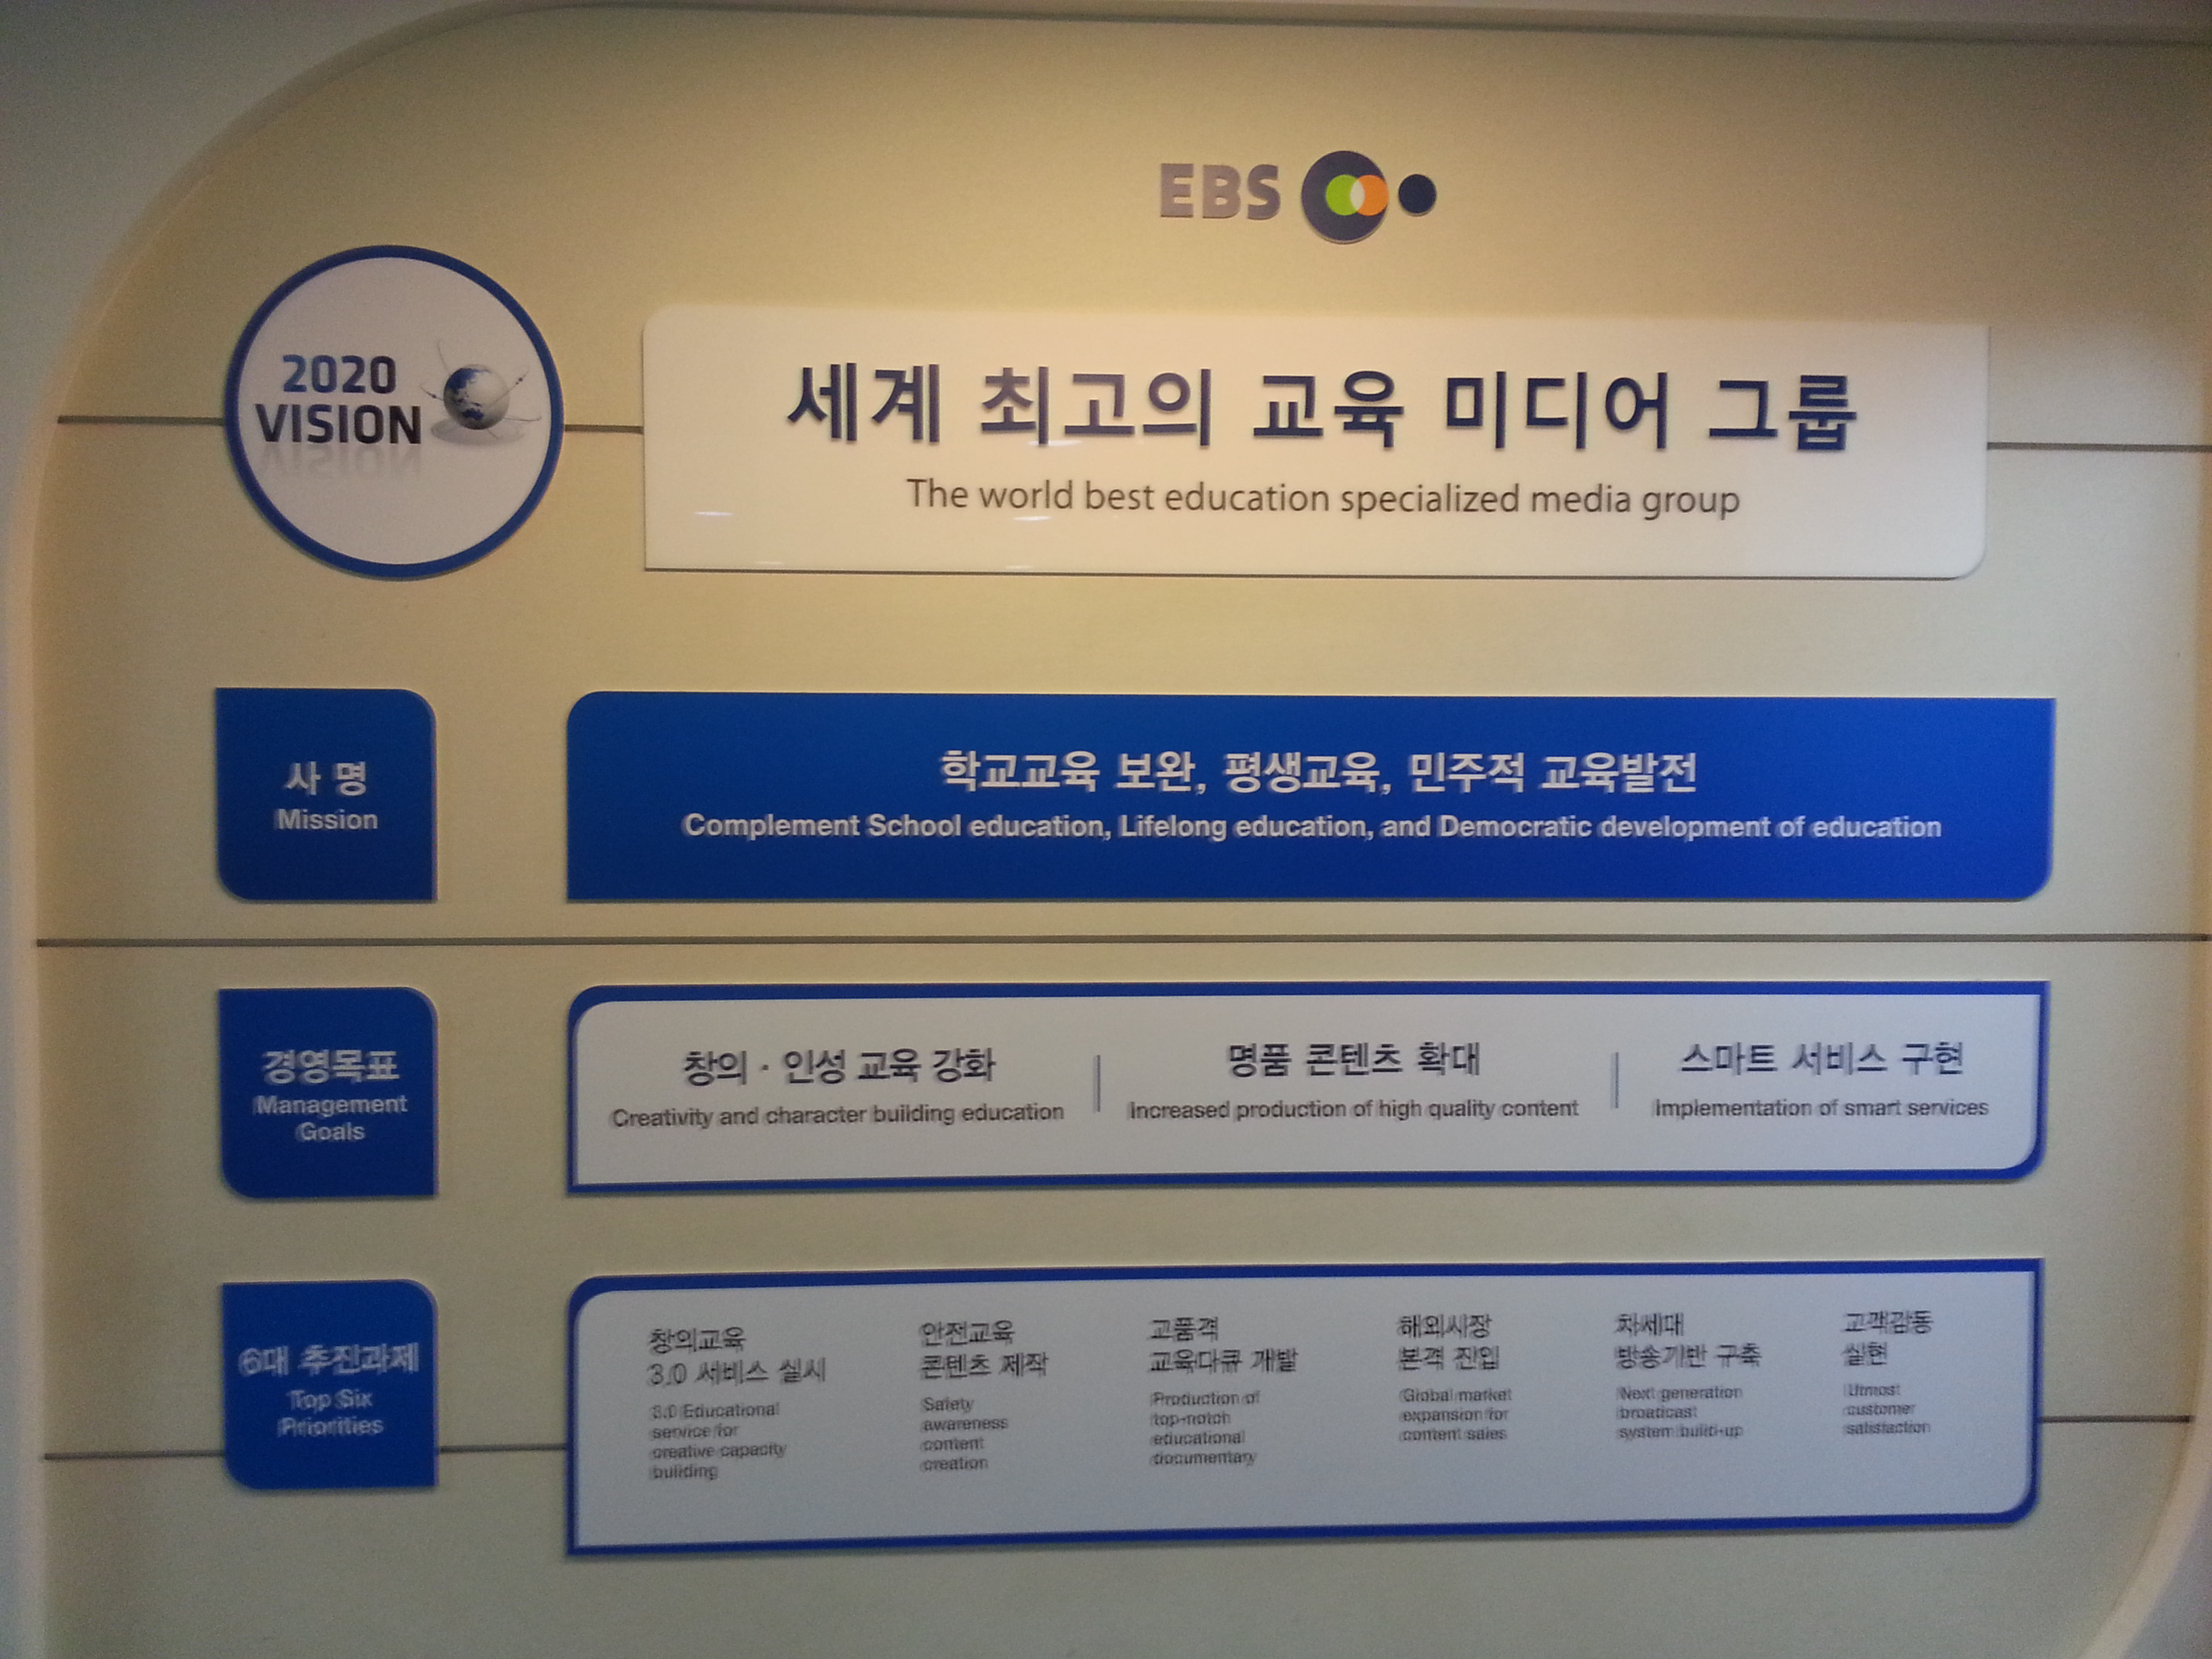 EBS
2020
VISION
세계 최고의 교육 미디어 그룹
The world best education specialized media group
사 명
Mission
학교교육 보완, 평생교육, 민주적 교육발전
Complement School education, Lifelong education, and Democratic development of education
경영목표
Management
Goals
창의 · 인성 교육 강화
Creativity and character building education
명품 콘텐츠 확대
Increased production of high quality content
스마트 서비스 구현
Implementation of smart services
6대 추진과제
Top Six
Priorities
창의교육
3.0 서비스 실시
3.0 Educational
service for
creative capacity
building
안전교육
콘텐츠 제작
Safety
awareness
content
creation
고품격
교육다큐 개발
Production of
top-notch
educational
documentary
해외시장
본격 진입
Global market
expansion for
content sales
차세대
방송기반 구축
Next generation
broadcast
system build-up
고객감동
실현
Utmost
customer
satisfaction